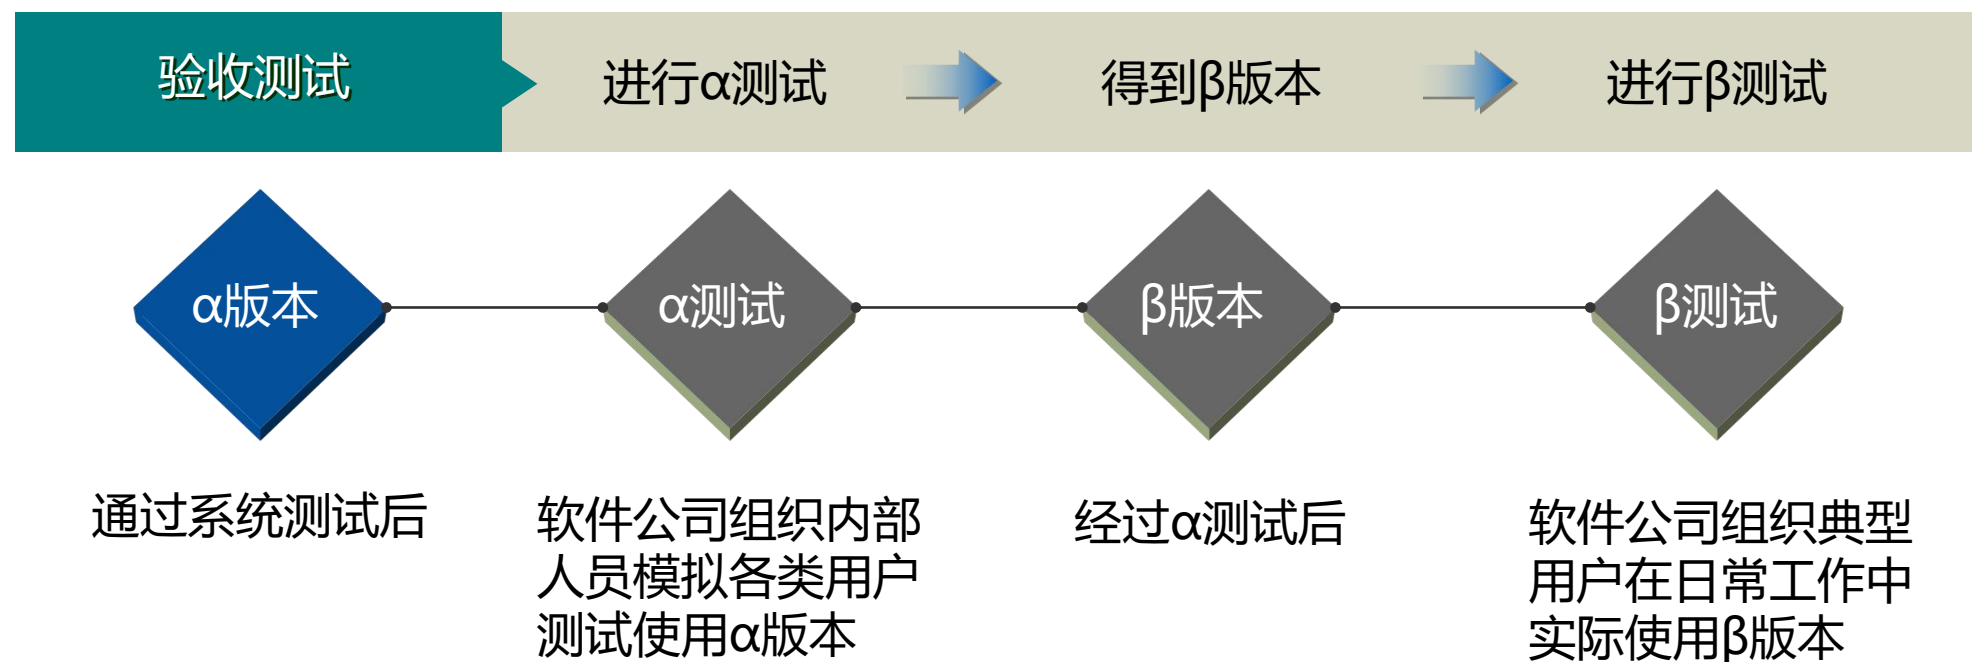 验收测试
进行α测试
得到β版本
进行β测试
α版本
α测试
β版本
β测试
通过系统测试后
软件公司组织内部
人员模拟各类用户
测试使用α版本
经过α测试后
软件公司组织典型
用户在日常工作中
实际使用β版本